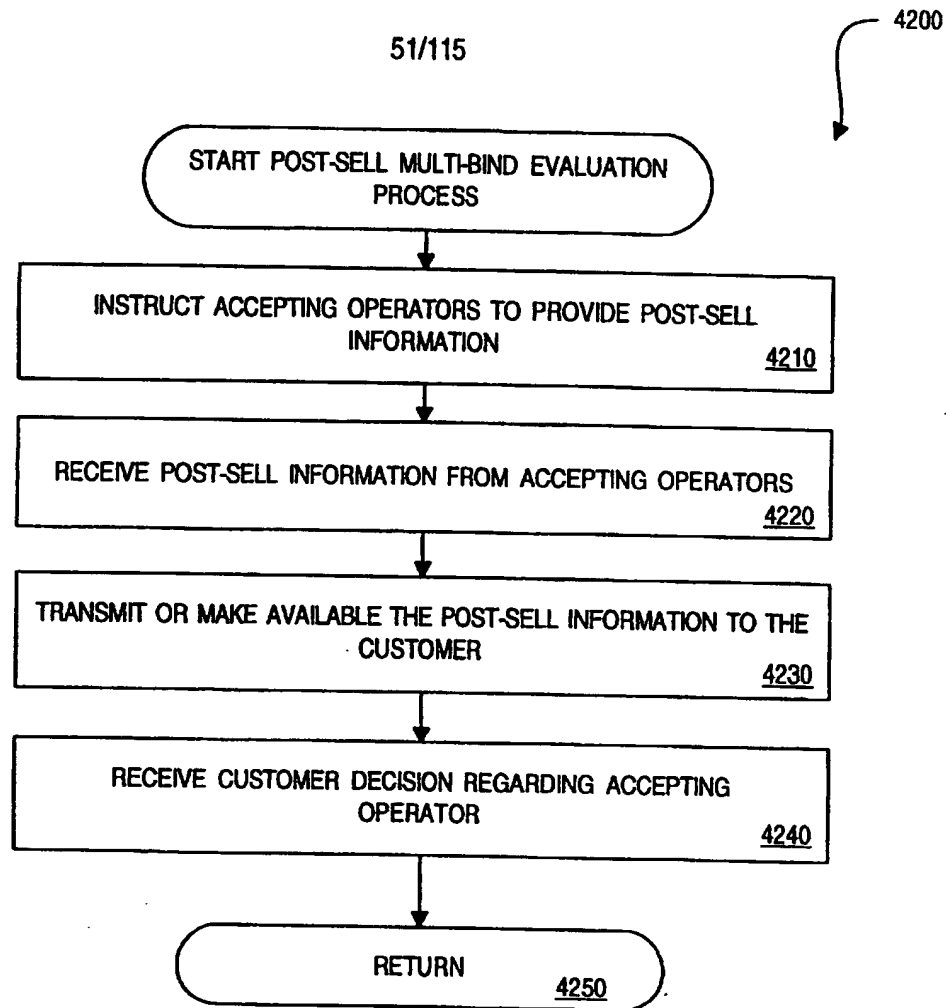 4200
51/115
START POST-SELL MULTI-BIND EVALUATION
PROCESS
INSTRUCT ACCEPTING OPERATORS TO PROVIDE POST-SELL
INFORMATION
4210
RECEIVE POST-SELL INFORMATION FROM ACCEPTING OPERATORS
4220
TRANSMIT OR MAKE AVAILABLE THE POST-SELL INFORMATION TO THE
CUSTOMER
4230
RECEIVE CUSTOMER DECISION REGARDING ACCEPTING
OPERATOR
4240
RETURN
4250